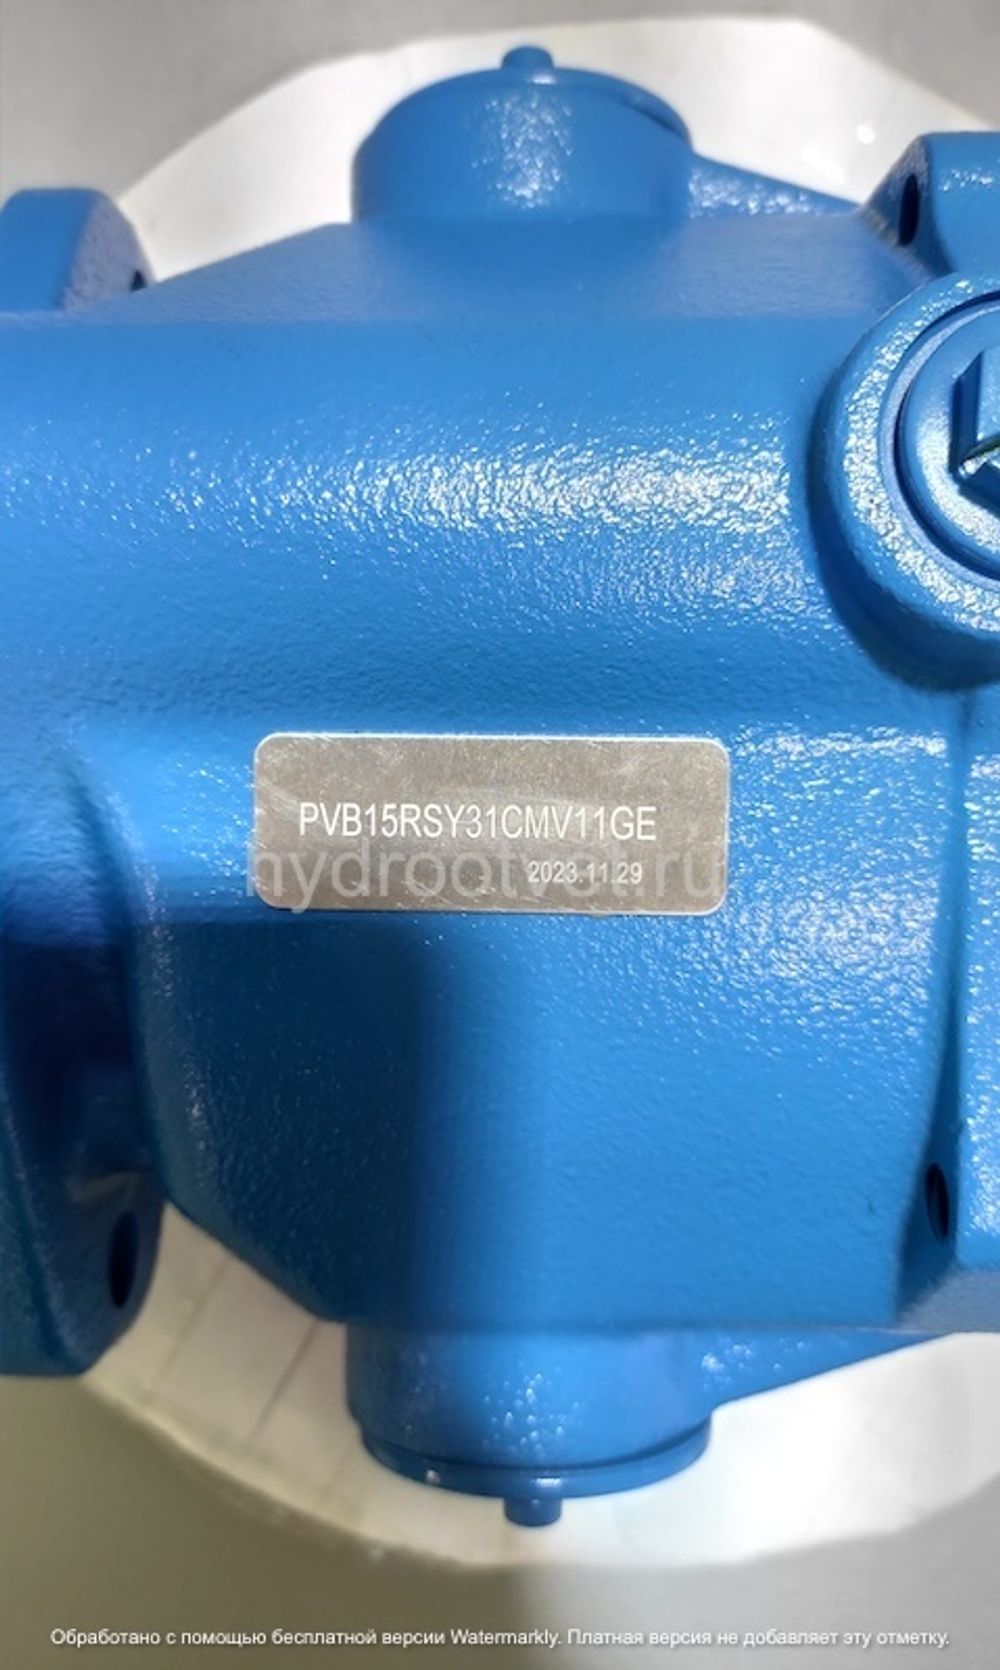 PVB15RSY31CMV11GE
2023.11.29
hydrootvet.ru
Обработано с помощью бесплатной версии Watermarkly. Платная версия не добавляет эту отметку.